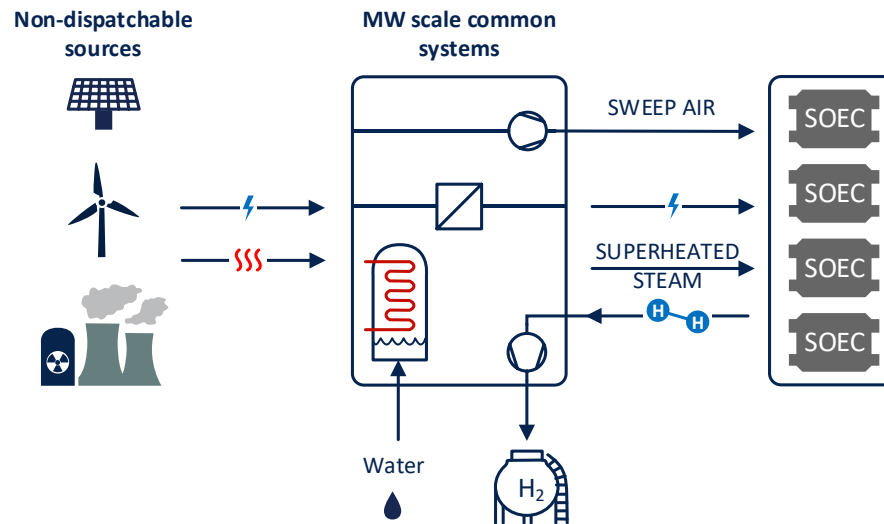 Non-dispatchable
sources
MW scale common
systems
SWEEP AIR
SUPERHEATED
STEAM
H H
Water
H₂
SOEC
SOEC
SOEC
SOEC